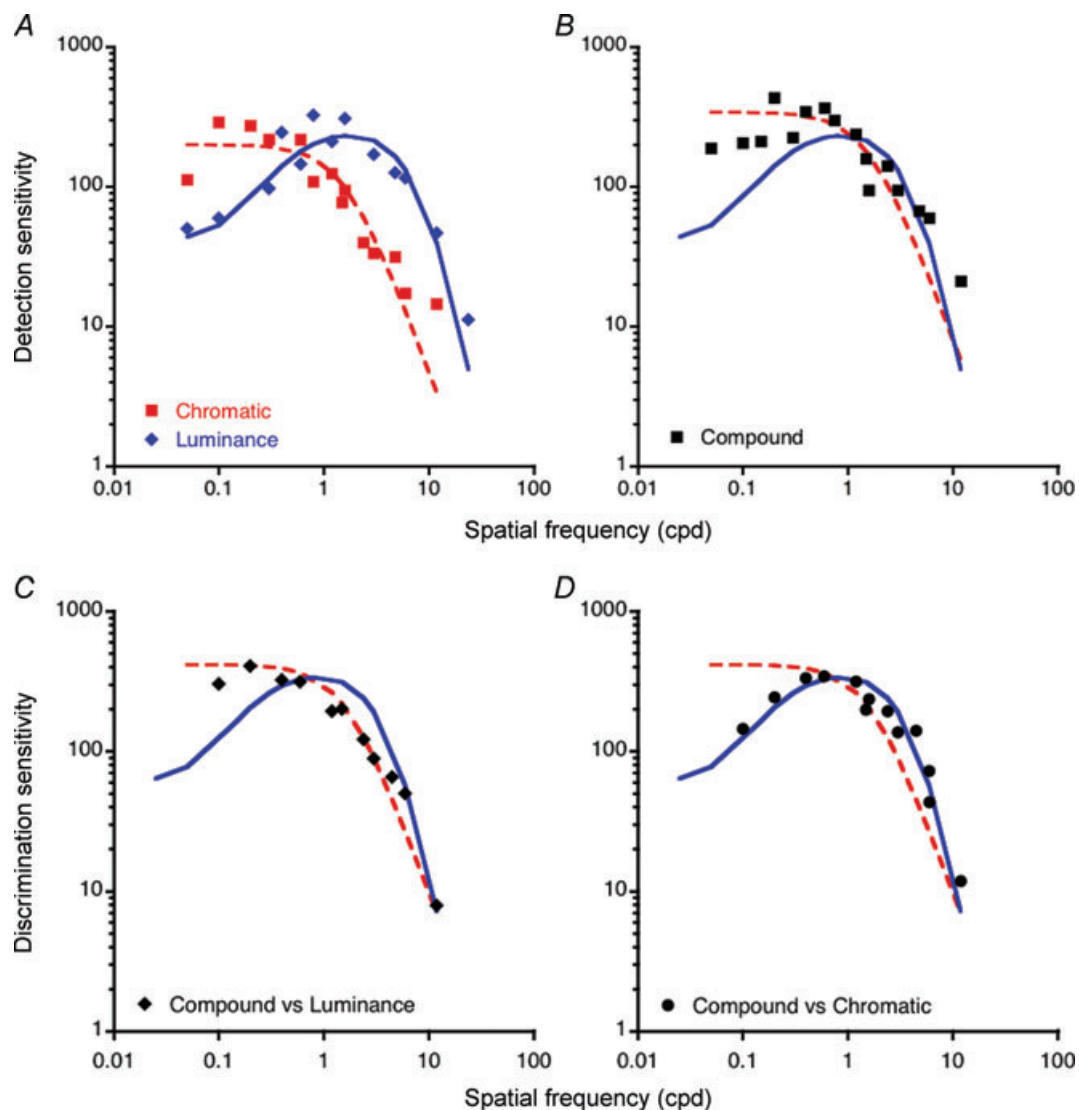 A
B
1000
1000
100
100
10
10
Detection sensitivity
Chromatic
Luminance
Compound
1
1
0.01 0.1 1 10 100
0.01 0.1 1 10 100
Spatial frequency (cpd)
C
D
1000
1000
100
100
10
10
Discrimination sensitivity
Compound vs Luminance
Compound vs Chromatic
1
1
0.01 0.1 1 10 100
0.01 0.1 1 10 100
Spatial frequency (cpd)